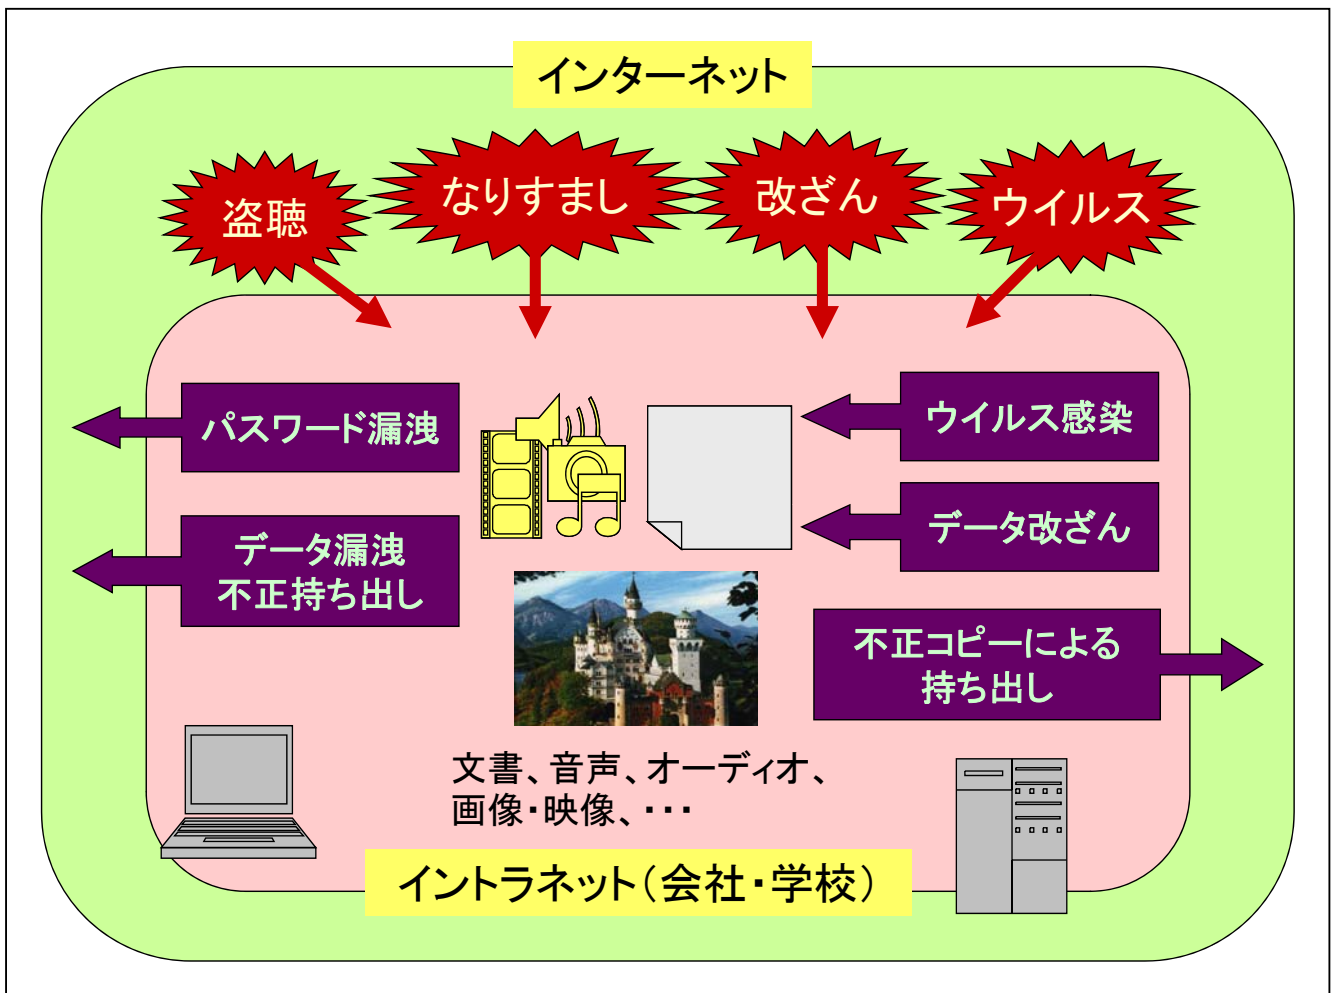 インターネット
盗聴
なりすまし
改ざん
ウイルス
パスワード漏洩
ウイルス感染
データ漏洩
不正持ち出し
データ改ざん
不正コピーによる
持ち出し
文書、音声、オーディオ、
画像・映像、・・・
イントラネット(会社・学校)